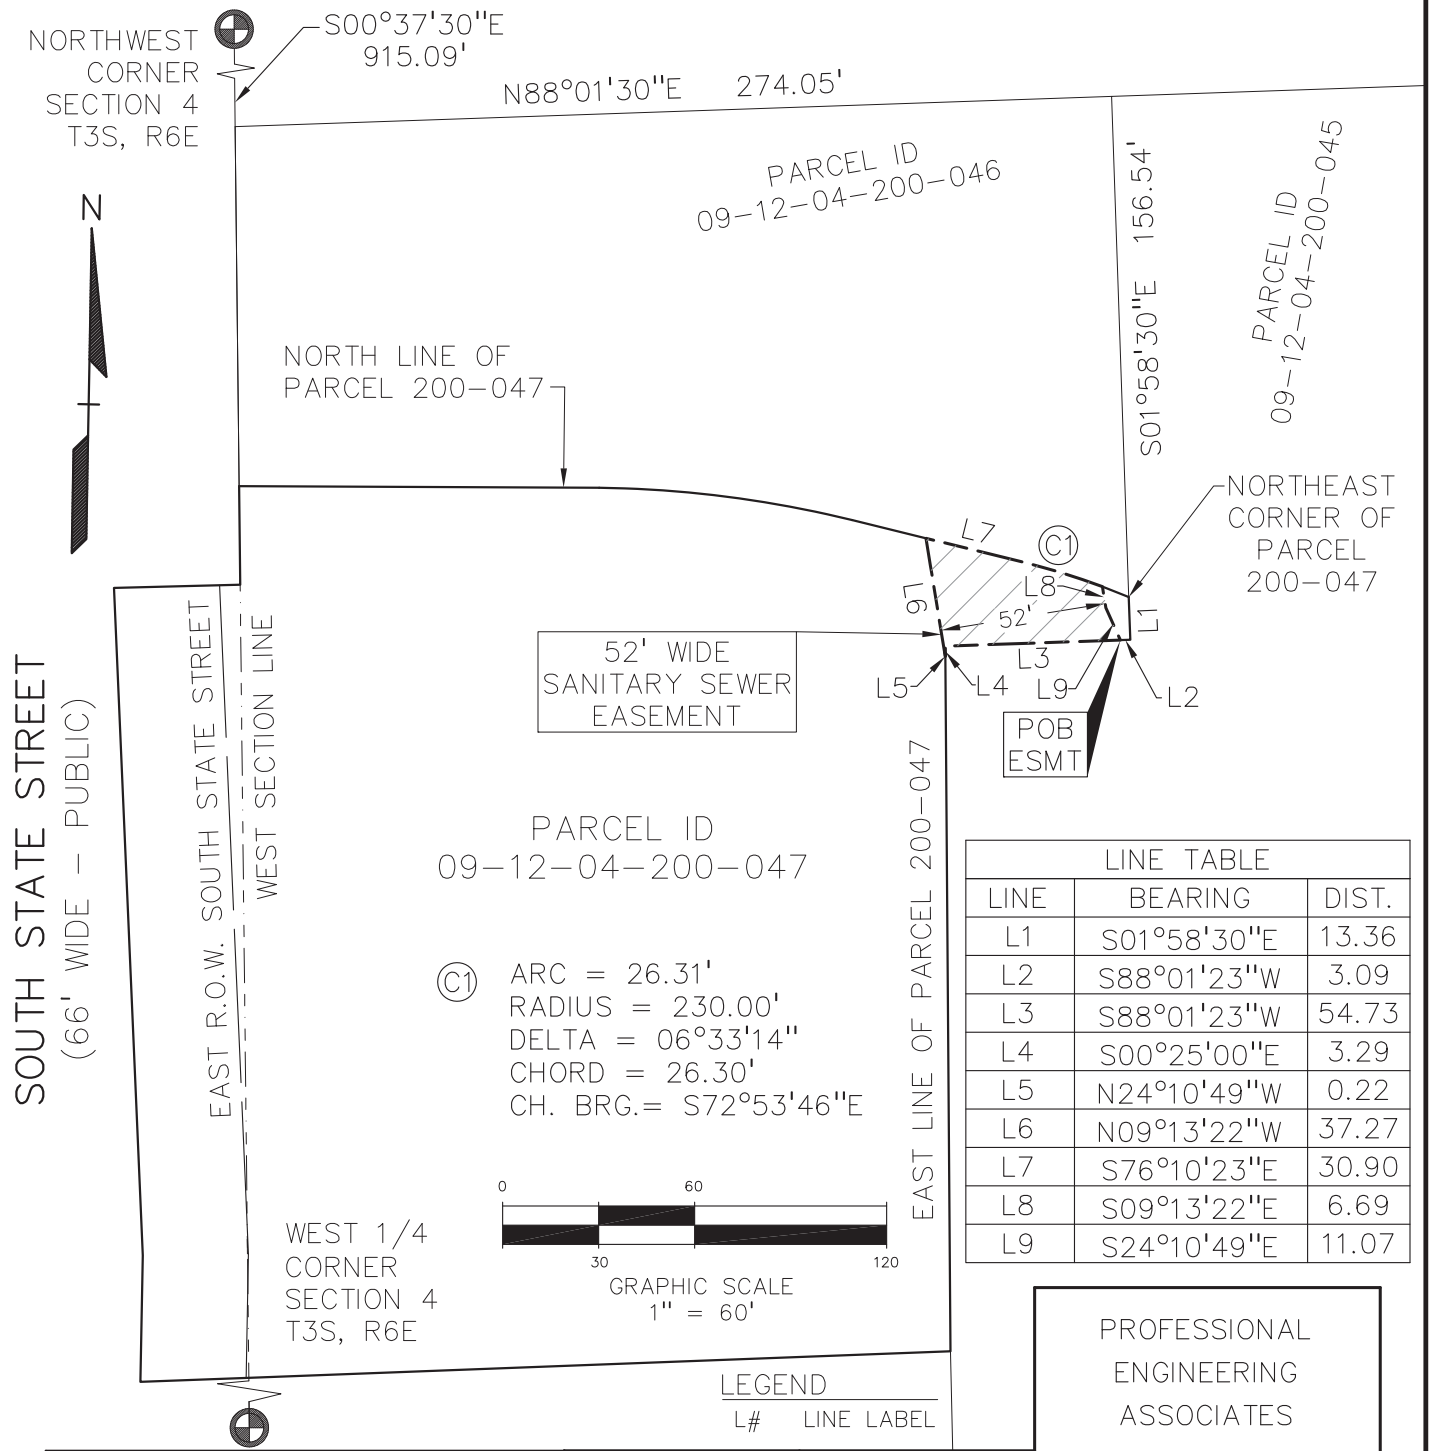 NORTHWEST
CORNER
SECTION 4
T3S, R6E
S00°37'30"E
915.09'
N88°01'30"E 274.05'
PARCEL ID
09-12-04-200-046
S01°58'30"E 156.54'
PARCEL ID
09-12-04-200-045
N
NORTH LINE OF
PARCEL 200-047
NORTHEAST
CORNER OF
PARCEL
200-047
L7
C1
L8
L6
52'
L1
L3
L5
L4
L9
L2
52' WIDE
SANITARY SEWER
EASEMENT
POB
ESMT
SOUTH STATE STREET
(66' WIDE - PUBLIC)
EAST R.O.W. SOUTH STATE STREET
WEST SECTION LINE
PARCEL ID
09-12-04-200-047
EAST LINE OF PARCEL 200-047
C1
ARC = 26.31'
RADIUS = 230.00'
DELTA = 06°33'14"
CHORD = 26.30'
CH. BRG.= S72°53'46"E
LINE TABLE
LINE BEARING DIST.
L1 S01°58'30"E 13.36
L2 S88°01'23"W 3.09
L3 S88°01'23"W 54.73
L4 S00°25'00"E 3.29
L5 N24°10'49"W 0.22
L6 N09°13'22"W 37.27
L7 S76°10'23"E 30.90
L8 S09°13'22"E 6.69
L9 S24°10'49"E 11.07
0 60
30 120
GRAPHIC SCALE
1" = 60'
WEST 1/4
CORNER
SECTION 4
T3S, R6E
LEGEND
L# LINE LABEL
PROFESSIONAL
ENGINEERING
ASSOCIATES